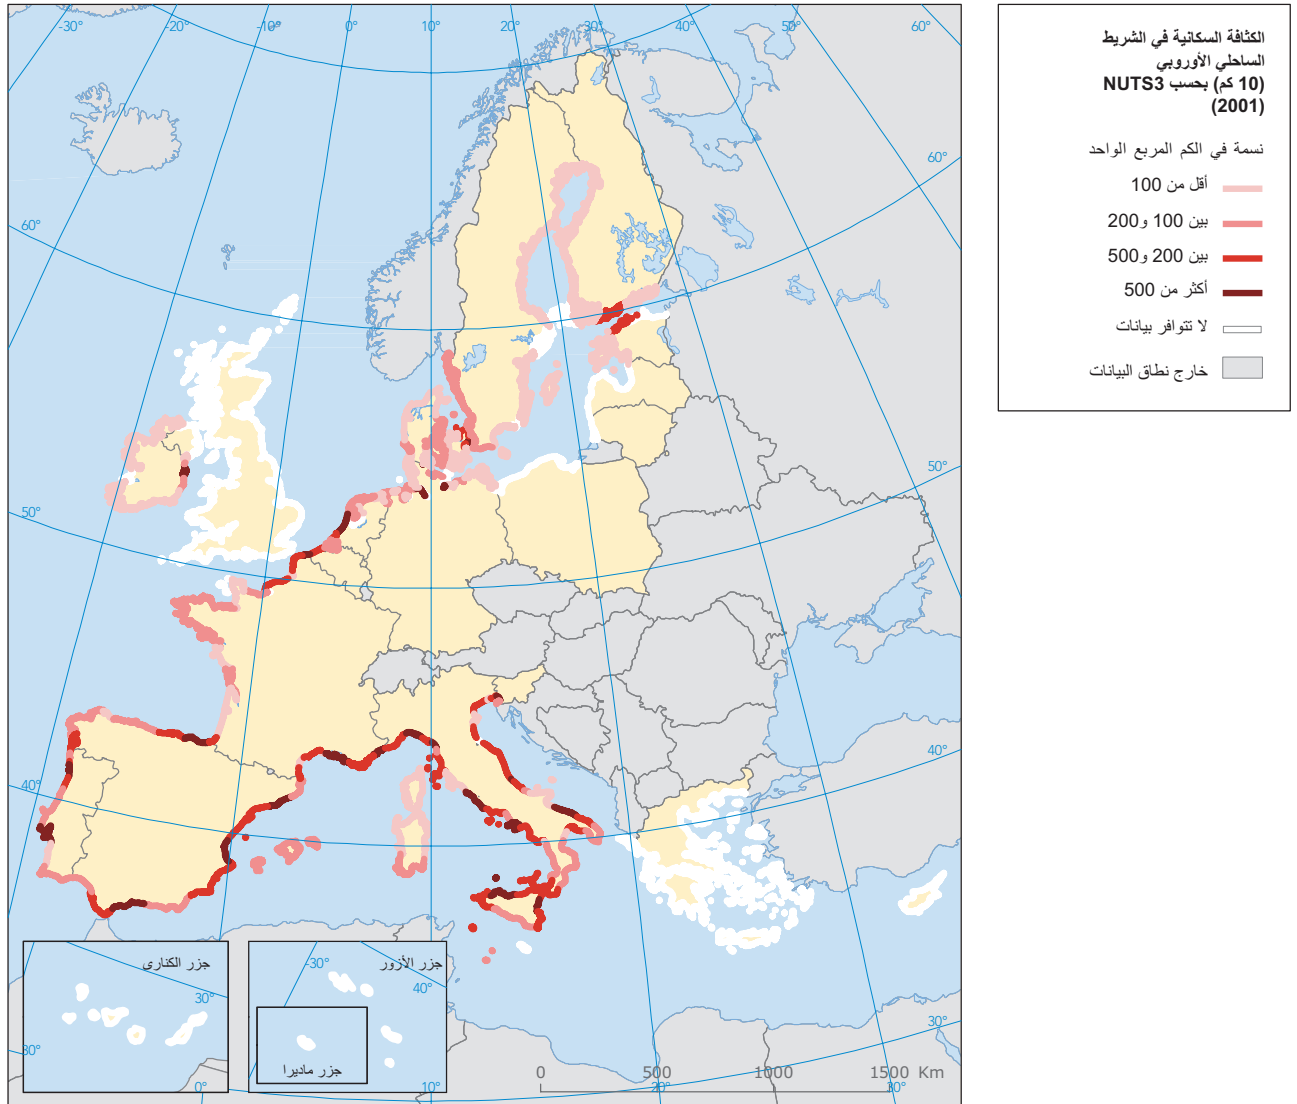 -30°
-20°
-10°
0°
10°
20°
30°
40°
50°
60°
60°
60°
50°
50°
40°
40°
30°
30°
20°
10°
0°
جزر الكناري
30°
30°
جزر الأزور
-30°
40°
جزر ماديرا
0 500 1000 1500 Km
الكثافة السكانية في الشريط
الساحلي الأوروبي
(10 كم) بحسب NUTS3
(2001)
نسمة في الكم المربع الواحد
أقل من 100
بين 100 و200
بين 200 و500
أكثر من 500
لا تتوافر بيانات
خارج نطاق البيانات